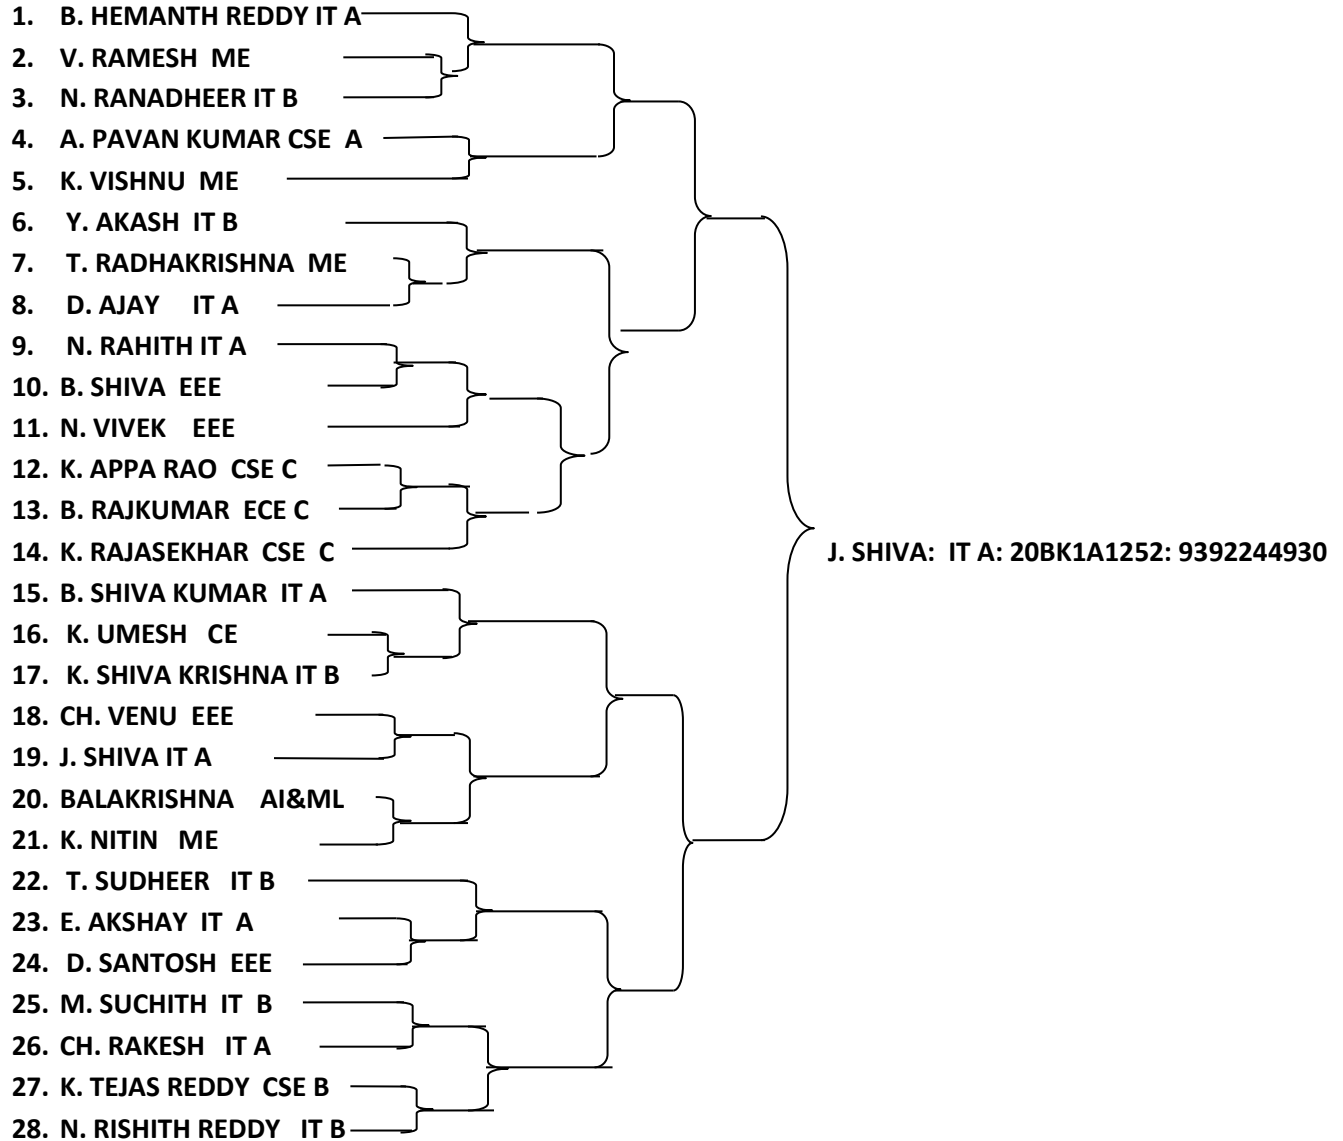 1. B. HEMANTH REDDY IT A
2. V. RAMESH ME
3. N. RANADHEER IT B
4. A. PAVAN KUMAR CSE A
5. K. VISHNU ME
6. Y. AKASH IT B
7. T. RADHAKRISHNA ME
8. D. AJAY IT A
9. N. RAHITH IT A
10. B. SHIVA EEE
11. N. VIVEK EEE
12. K. APPA RAO CSE C
13. B. RAJKUMAR ECE C
14. K. RAJASEKHAR CSE C
J. SHIVA: IT A: 20BK1A1252: 9392244930
15. B. SHIVA KUMAR IT A
16. K. UMESH CE
17. K. SHIVA KRISHNA IT B
18. CH. VENU EEE
19. J. SHIVA IT A
20. BALAKRISHNA AI&ML
21. K. NITIN ME
22. T. SUDHEER IT B
23. E. AKSHAY IT A
24. D. SANTOSH EEE
25. M. SUCHITH IT B
26. CH. RAKESH IT A
27. K. TEJAS REDDY CSE B
28. N. RISHITH REDDY IT B